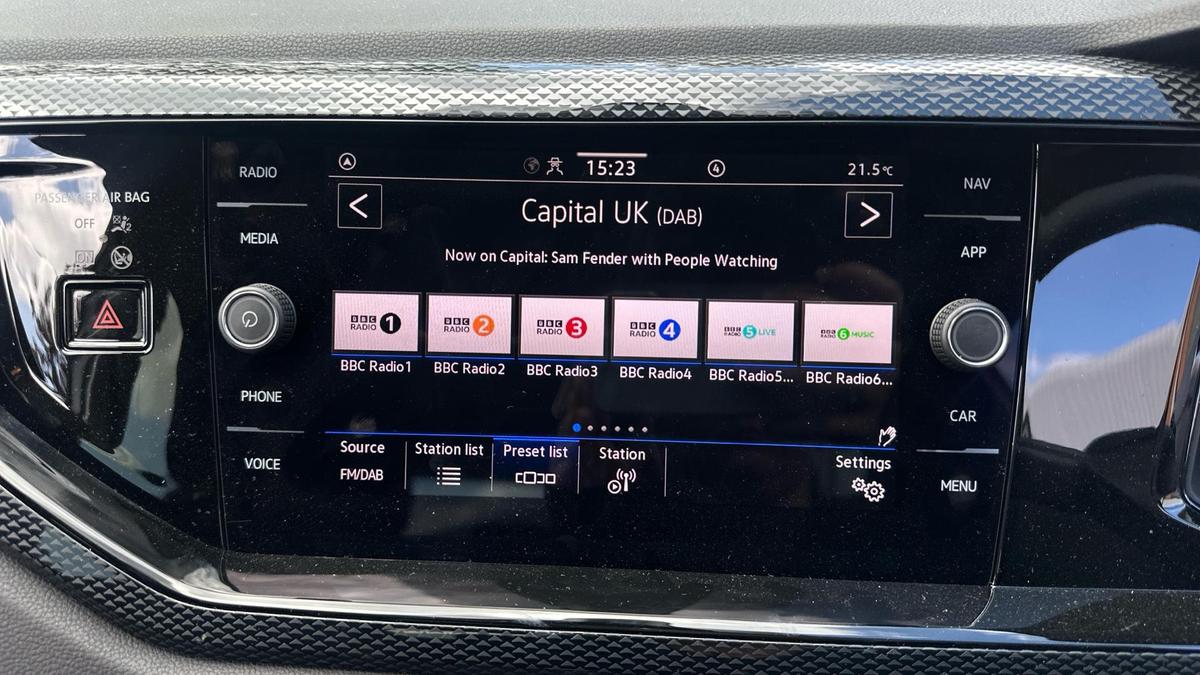 PASSENGER AIR BAG
OFF
ON
RADIO
MEDIA
PHONE
VOICE
15:23
4
21.5°C
<
Capital UK (DAB)
>
Now on Capital: Sam Fender with People Watching
BBC RADIO 1
BBC RADIO 2
BBC RADIO 3
BBC RADIO 4
BBC RADIO 5 LIVE
BBC RADIO 6 MUSIC
BBC Radio1
BBC Radio2
BBC Radio3
BBC Radio4
BBC Radio5...
BBC Radio6...
Source
FM/DAB
Station list
Preset list
Station
Settings
NAV
APP
CAR
MENU